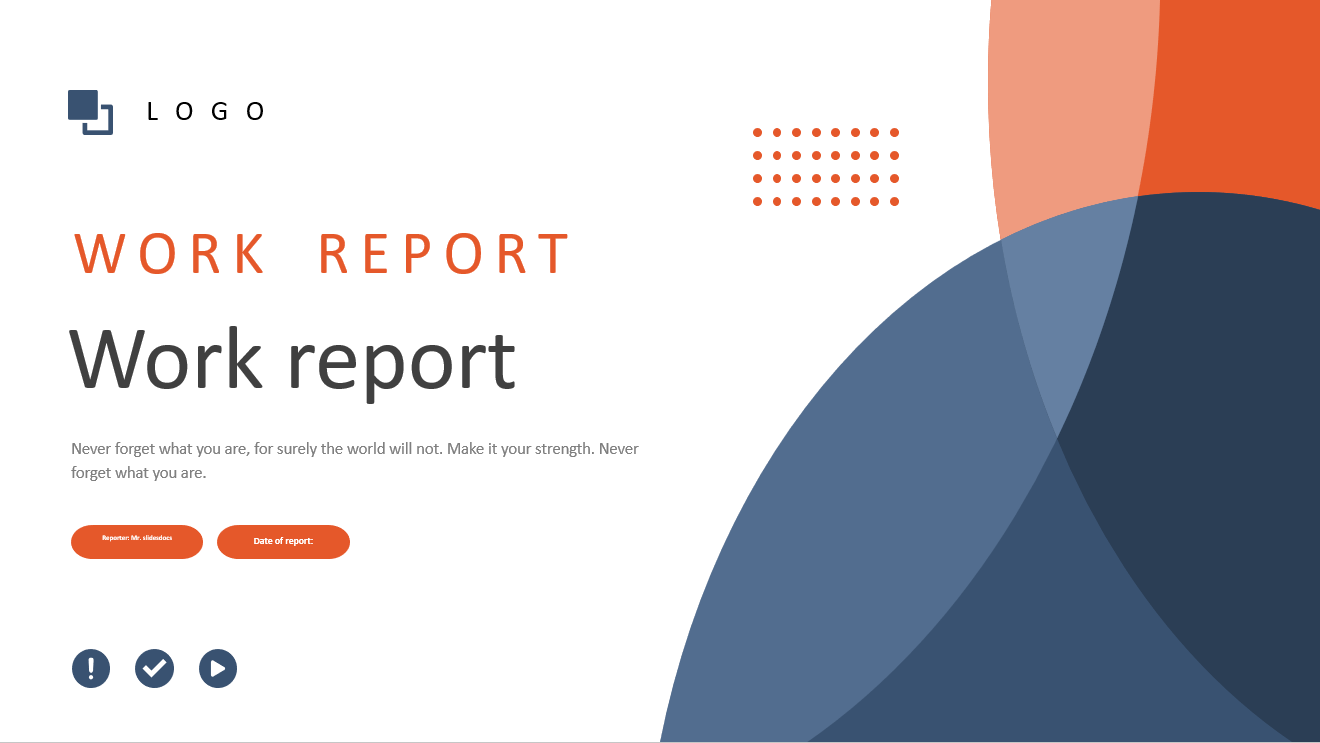 LOGO
WORK REPORT
Work report
Never forget what you are, for surely the world will not. Make it your strength. Never
forget what you are.
Reporter: Mr. slidesdocs
Date of report: